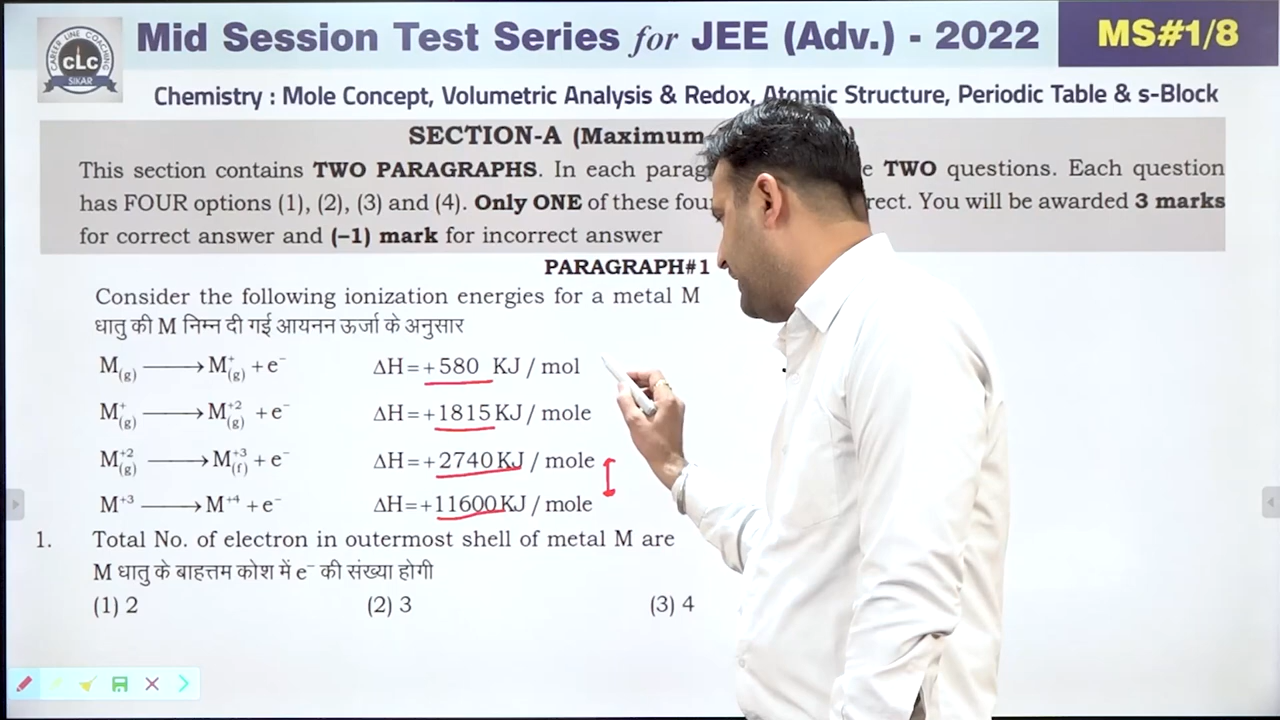 CAREER LINE COACHING
cLc
SIKAR
Mid Session Test Series for JEE (Adv.) - 2022
MS#1/8
Chemistry : Mole Concept, Volumetric Analysis & Redox, Atomic Structure, Periodic Table & s-Block
SECTION-A (Maximum )
This section contains TWO PARAGRAPHS. In each parag e TWO questions. Each question
has FOUR options (1), (2), (3) and (4). Only ONE of these fou rect. You will be awarded 3 marks
for correct answer and (–1) mark for incorrect answer
PARAGRAPH#1
Consider the following ionization energies for a metal M
धातु की M निम्न दी गई आयनन ऊर्जा के अनुसार
M(g) ⟶ M⁺(g) + e⁻ ΔH = +580 KJ / mol
M⁺(g) ⟶ M⁺²(g) + e⁻ ΔH = +1815 KJ / mole
M⁺²(g) ⟶ M⁺³(f) + e⁻ ΔH = +2740 KJ / mole
M⁺³ ⟶ M⁺⁴ + e⁻ ΔH = +11600 KJ / mole
1. Total No. of electron in outermost shell of metal M are
M धातु के बाहत्तम कोश में e⁻ की संख्या होगी
(1) 2 (2) 3 (3) 4